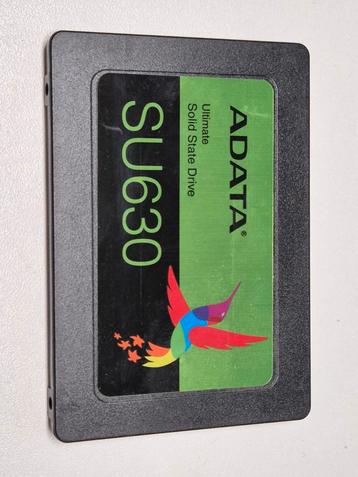 ADATA®
Ultimate
Solid State Drive
SU630